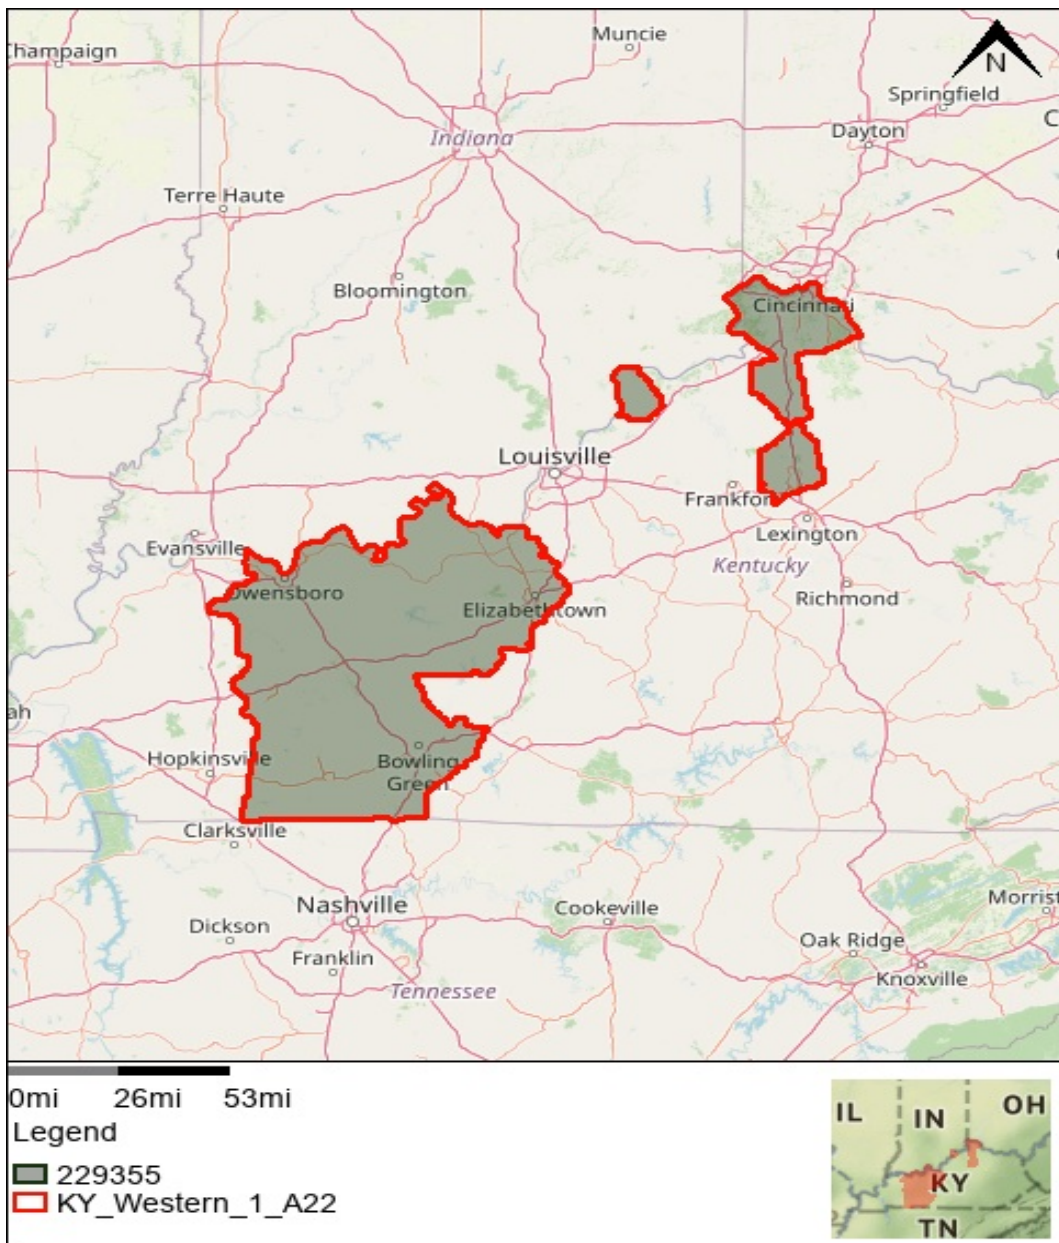 Muncie
Champaign
N
Springfield
Dayton
Indiana
Terre Haute
Bloomington
Cincinnati
Louisville
Frankfort
Lexington
Evansville
Kentucky
Owensboro
Elizabethtown
Richmond
ah
Hopkinsville
Bowling
Green
Clarksville
Nashville
Cookeville
Morrist
Dickson
Oak Ridge
Franklin
Knoxville
Tennessee
0mi 26mi 53mi
Legend
229355
KY_Western_1_A22
IL IN OH
KY
TN